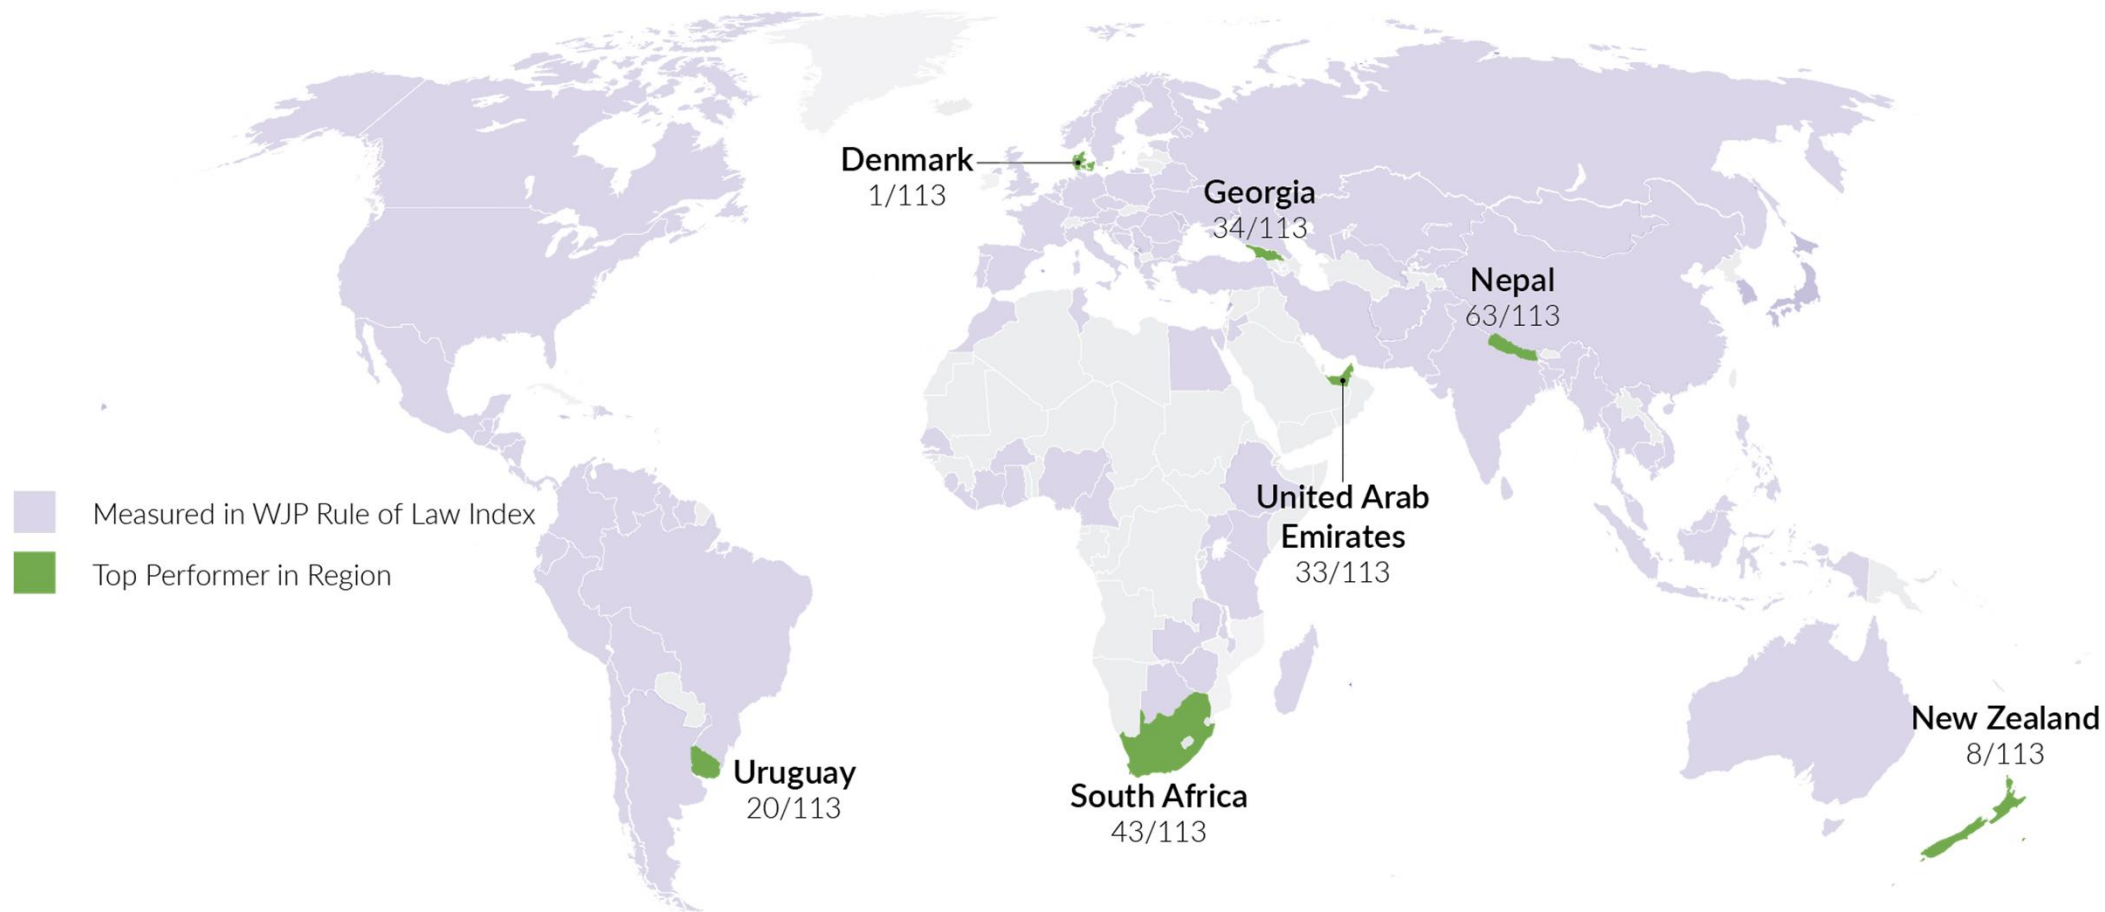 Denmark
1/113
Georgia
34/113
Nepal
63/113
United Arab
Emirates
33/113
Measured in WJP Rule of Law Index
Top Performer in Region
New Zealand
8/113
Uruguay
20/113
South Africa
43/113